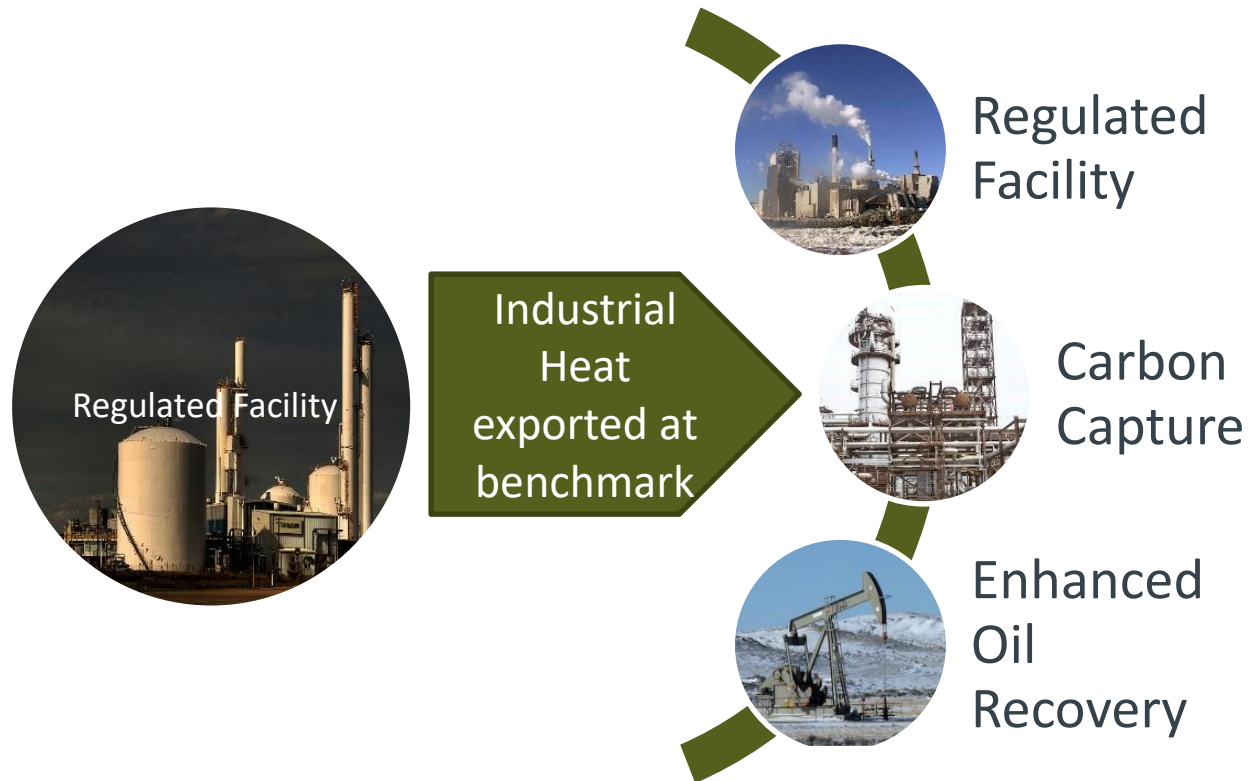 Regulated Facility
Industrial
Heat
exported at
benchmark
Regulated
Facility
Carbon
Capture
Enhanced
Oil
Recovery